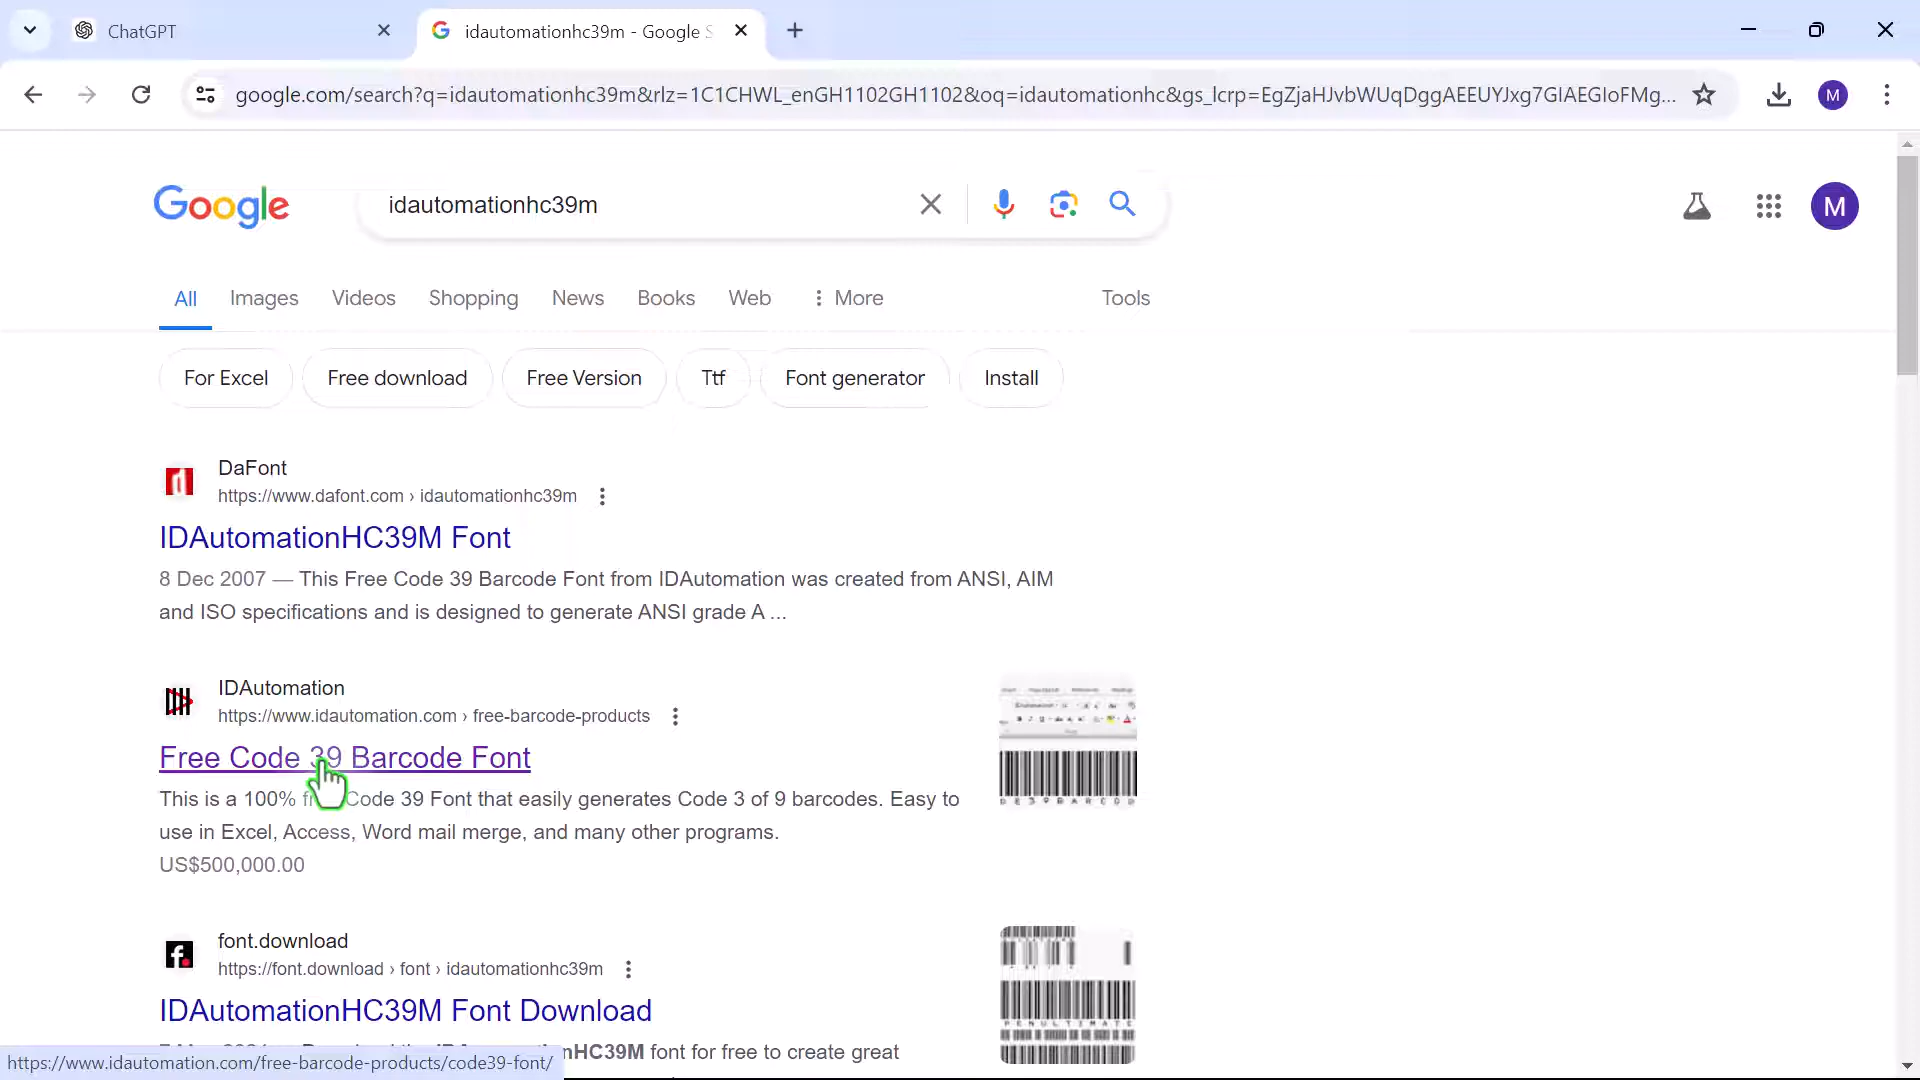 ChatGPT
idautomationhc39m - Google S
google.com/search?q=idautomationhc39m&rlz=1C1CHWL_enGH1102GH1102&oq=idautomationhc&gs_lcrp=EgZjaHJvbWUqDggAEEUYJxg7GIAEGIoFMg...
M
Google
idautomationhc39m
M
All
Images
Videos
Shopping
News
Books
Web
More
Tools
For Excel
Free download
Free Version
Ttf
Font generator
Install
DaFont
https://www.dafont.com › idautomationhc39m
IDAutomationHC39M Font
8 Dec 2007 — This Free Code 39 Barcode Font from IDAutomation was created from ANSI, AIM
and ISO specifications and is designed to generate ANSI grade A ...
IDAutomation
https://www.idautomation.com › free-barcode-products
Free Code 39 Barcode Font
This is a 100% Code 39 Font that easily generates Code 3 of 9 barcodes. Easy to
use in Excel, Access, Word mail merge, and many other programs.
US$500,000.00
font.download
https://font.download › font › idautomationhc39m
IDAutomationHC39M Font Download
nHC39M font for free to create great
PENULTIMATE
https://www.idautomation.com/free-barcode-products/code39-font/